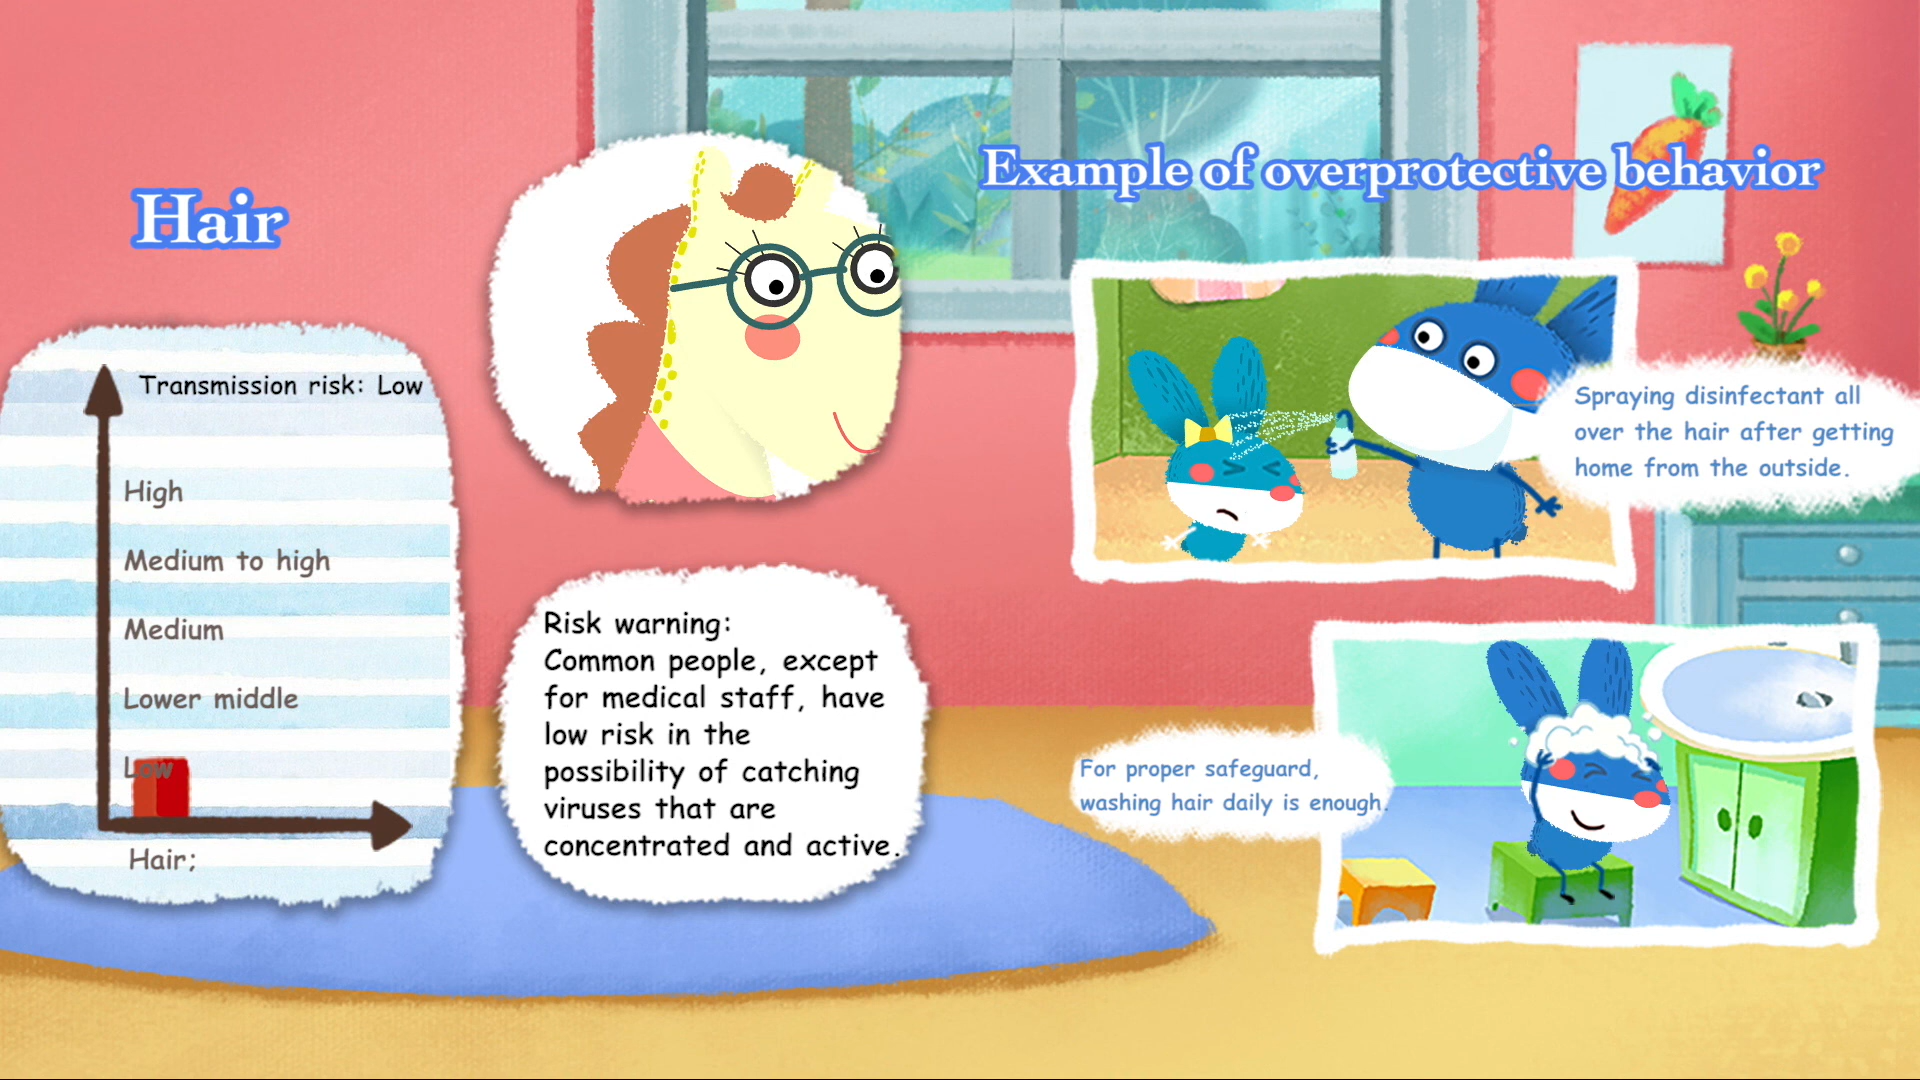 Hair
Transmission risk: Low
High
Medium to high
Medium
Lower middle
Low
Hair;
Risk warning:
Common people, except
for medical staff, have
low risk in the
possibility of catching
viruses that are
concentrated and active.
Example of overprotective behavior
Spraying disinfectant all
over the hair after getting
home from the outside.
For proper safeguard,
washing hair daily is enough.